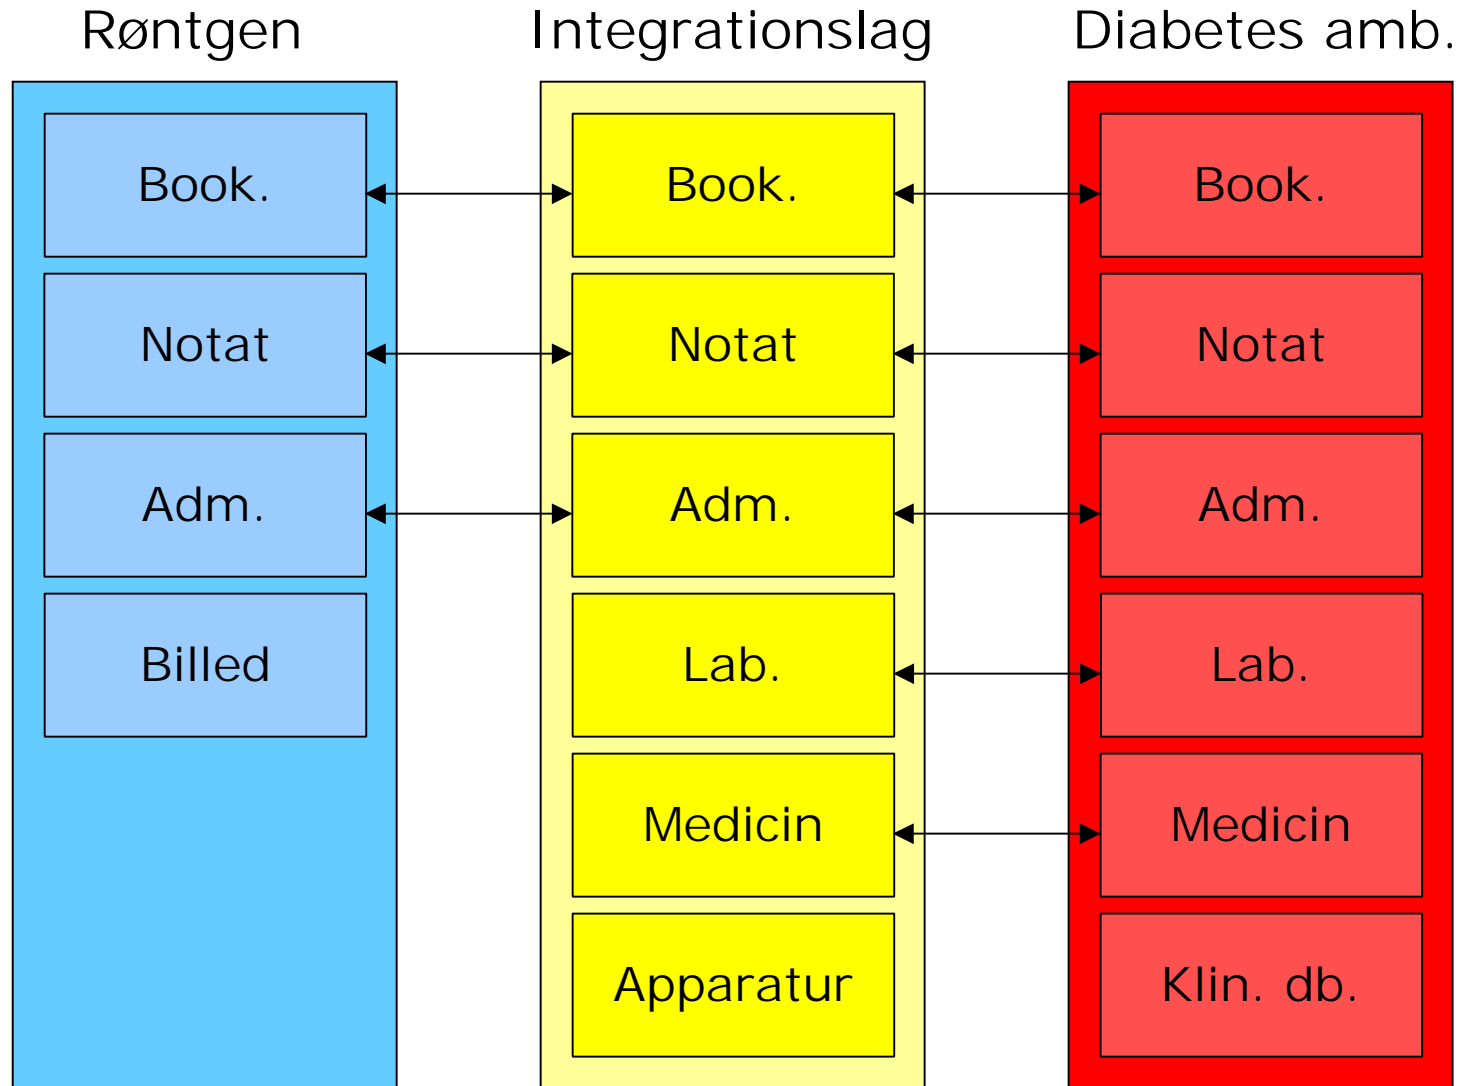 Røntgen
Integrationslag
Diabetes amb.
Book.
Book.
Book.
Notat
Notat
Notat
Adm.
Adm.
Adm.
Billed
Lab.
Lab.
Medicin
Medicin
Apparatur
Klin. db.